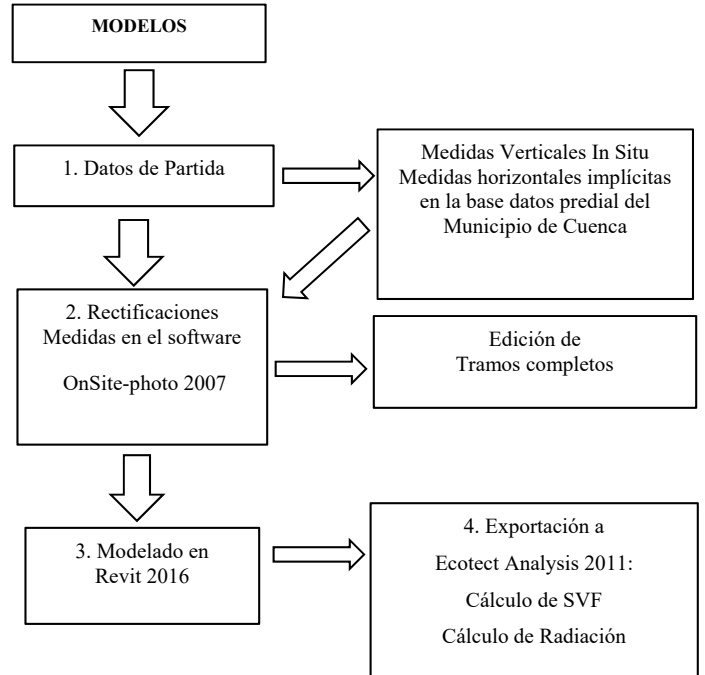 MODELOS
1. Datos de Partida
Medidas Verticales In Situ
Medidas horizontales implícitas
en la base datos predial del
Municipio de Cuenca
2. Rectificaciones
Medidas en el software
OnSite-photo 2007
Edición de
Tramos completos
3. Modelado en
Revit 2016
4. Exportación a
Ecotect Analysis 2011:
Cálculo de SVF
Cálculo de Radiación